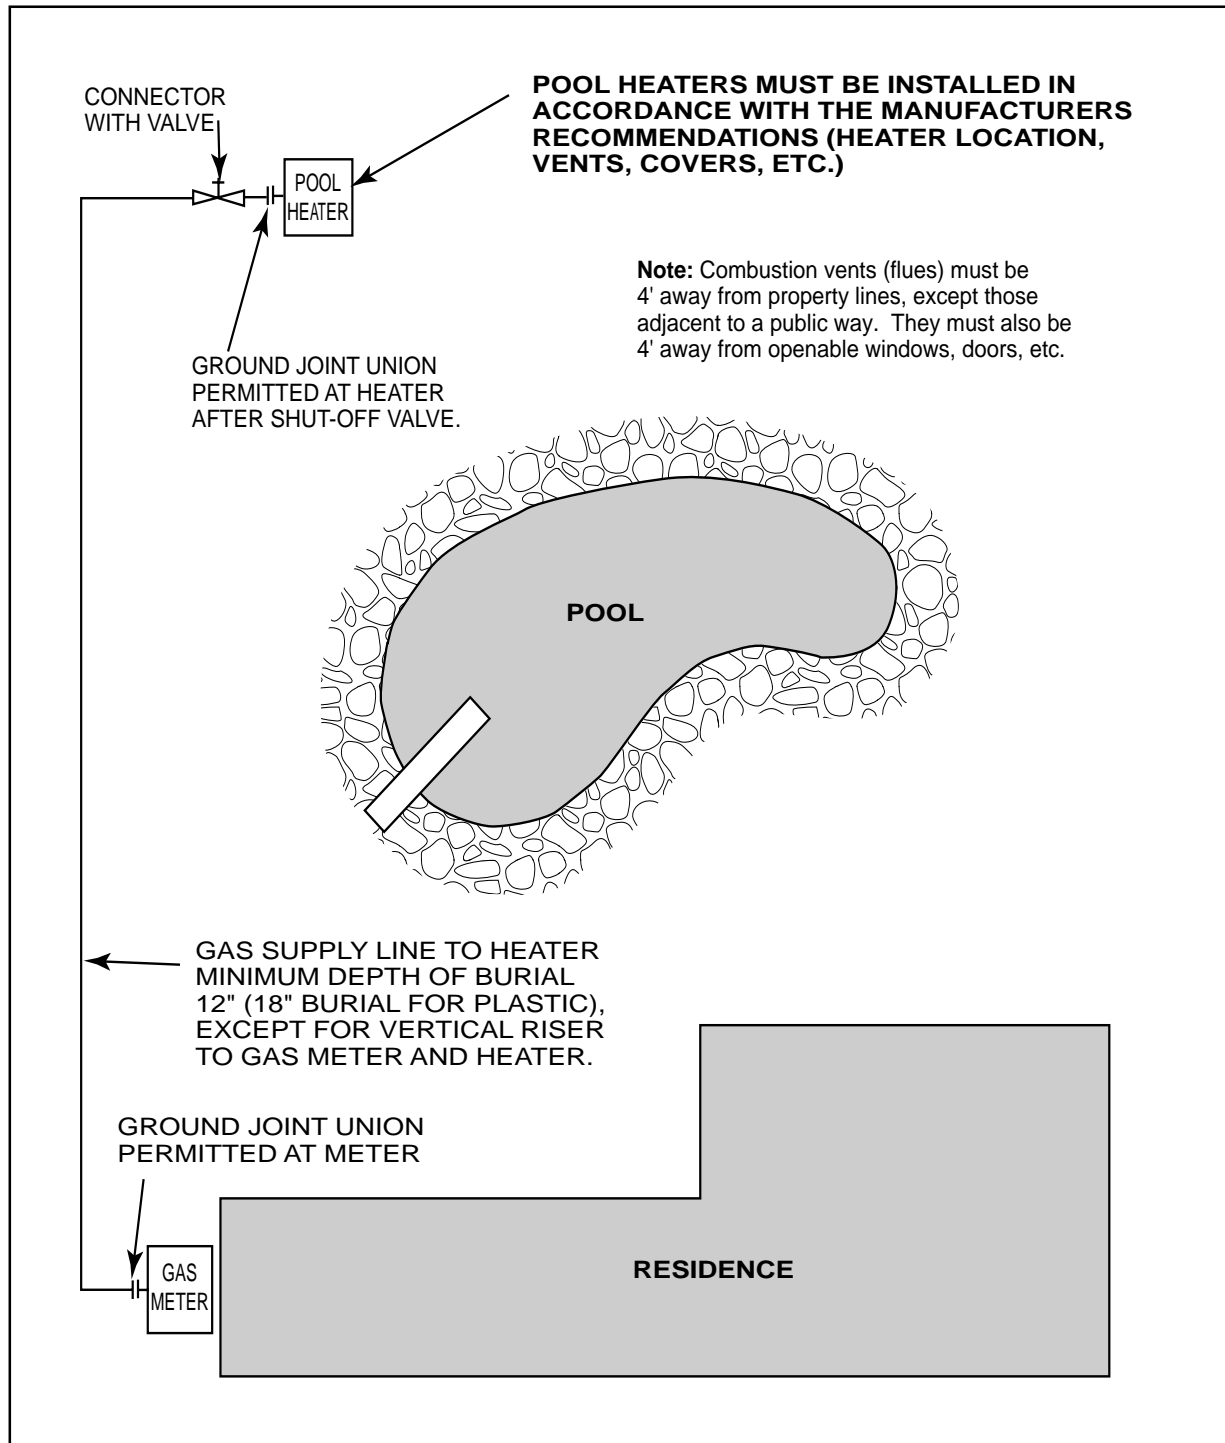 CONNECTOR
WITH VALVE
POOL HEATERS MUST BE INSTALLED IN
ACCORDANCE WITH THE MANUFACTURERS
RECOMMENDATIONS (HEATER LOCATION,
VENTS, COVERS, ETC.)
POOL
HEATER
Note: Combustion vents (flues) must be
4' away from property lines, except those
adjacent to a public way. They must also be
4' away from openable windows, doors, etc.
GROUND JOINT UNION
PERMITTED AT HEATER
AFTER SHUT-OFF VALVE.
POOL
GAS SUPPLY LINE TO HEATER
MINIMUM DEPTH OF BURIAL
12" (18" BURIAL FOR PLASTIC),
EXCEPT FOR VERTICAL RISER
TO GAS METER AND HEATER.
GROUND JOINT UNION
PERMITTED AT METER
GAS
METER
RESIDENCE